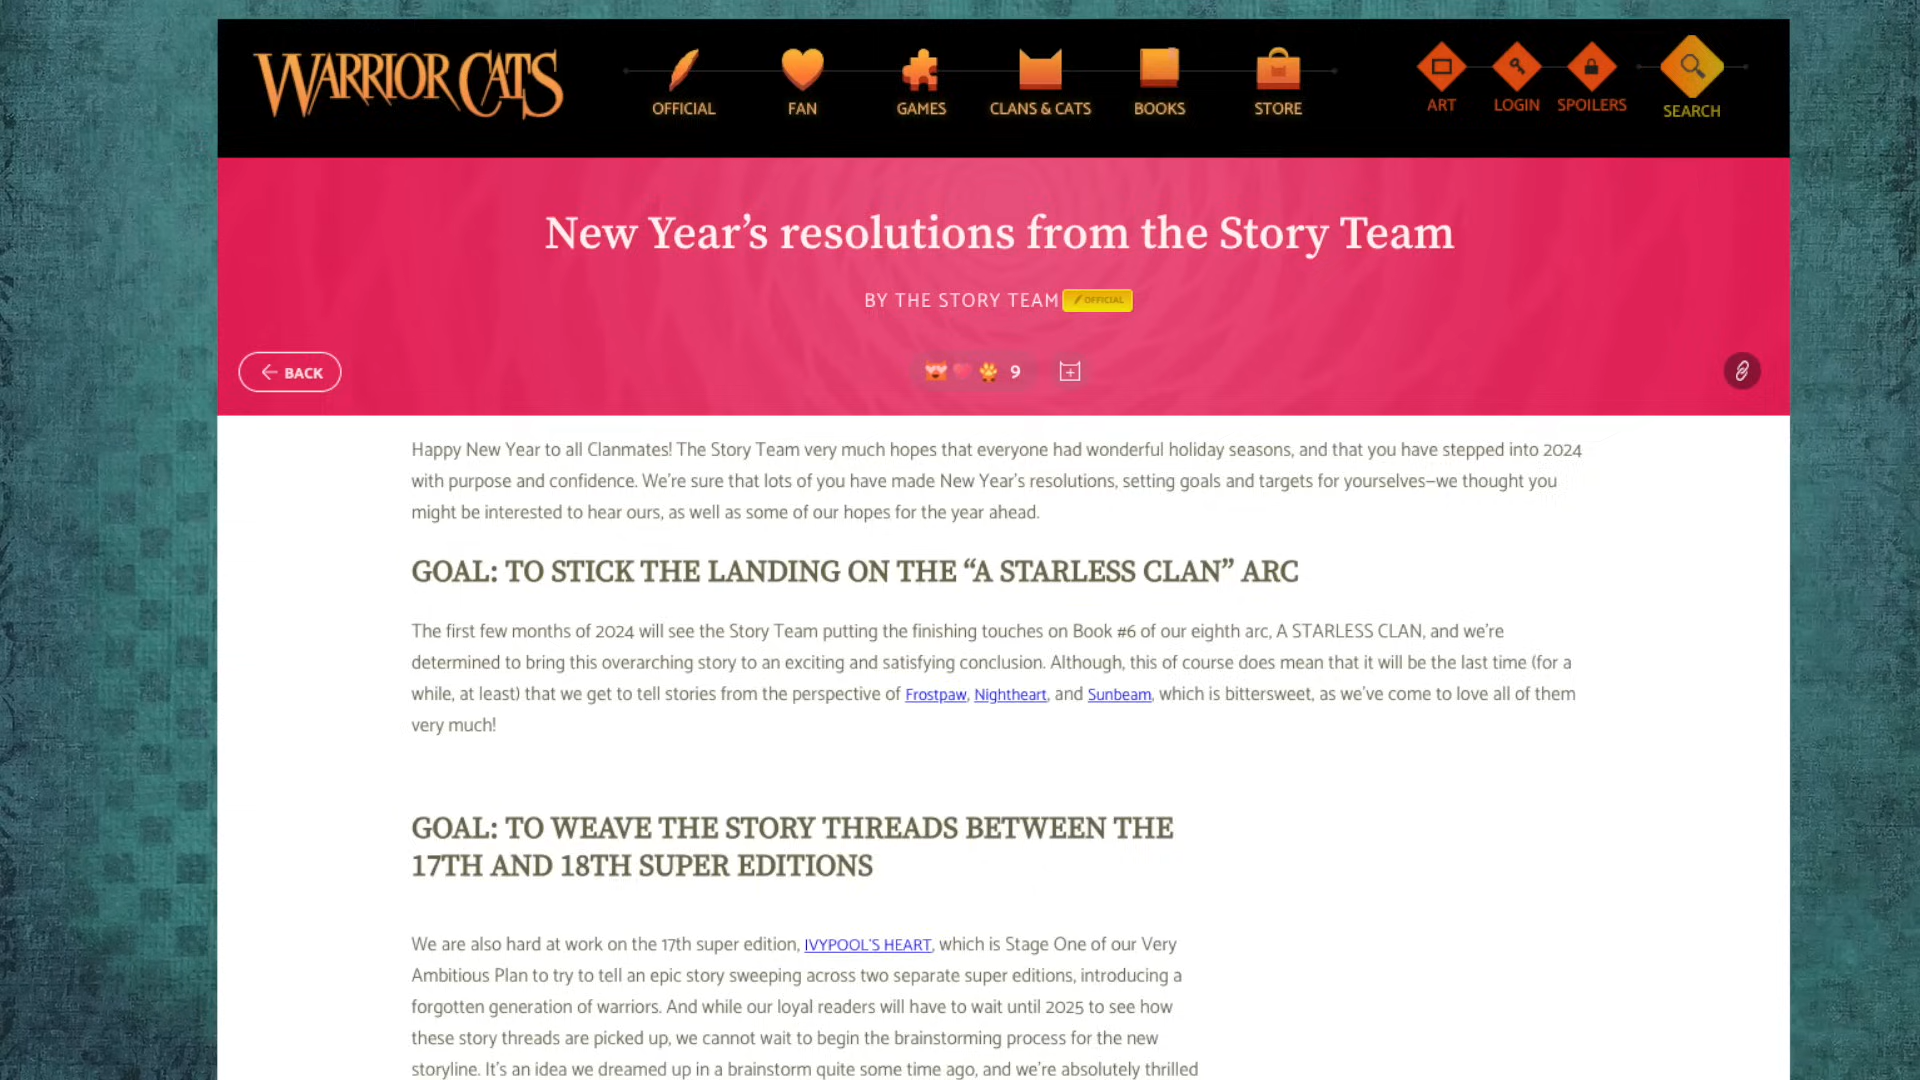 WARRIOR CATS
OFFICIAL
FAN
GAMES
CLANS & CATS
BOOKS
STORE
ART
LOGIN
SPOILERS
SEARCH
New Year’s resolutions from the Story Team
BY THE STORY TEAM OFFICIAL
BACK
9
Happy New Year to all Clanmates! The Story Team very much hopes that everyone had wonderful holiday seasons, and that you have stepped into 2024
with purpose and confidence. We’re sure that lots of you have made New Year’s resolutions, setting goals and targets for yourselves—we thought you
might be interested to hear ours, as well as some of our hopes for the year ahead.
GOAL: TO STICK THE LANDING ON THE “A STARLESS CLAN” ARC
The first few months of 2024 will see the Story Team putting the finishing touches on Book #6 of our eighth arc, A STARLESS CLAN, and we’re
determined to bring this overarching story to an exciting and satisfying conclusion. Although, this of course does mean that it will be the last time (for a
while, at least) that we get to tell stories from the perspective of Frostpaw, Nightheart, and Sunbeam, which is bittersweet, as we’ve come to love all of them
very much!
GOAL: TO WEAVE THE STORY THREADS BETWEEN THE
17TH AND 18TH SUPER EDITIONS
We are also hard at work on the 17th super edition, IVYPOOL’S HEART, which is Stage One of our Very
Ambitious Plan to try to tell an epic story sweeping across two separate super editions, introducing a
forgotten generation of warriors. And while our loyal readers will have to wait until 2025 to see how
these story threads are picked up, we cannot wait to begin the brainstorming process for the new
storyline. It’s an idea we dreamed up in a brainstorm quite some time ago, and we’re absolutely thrilled